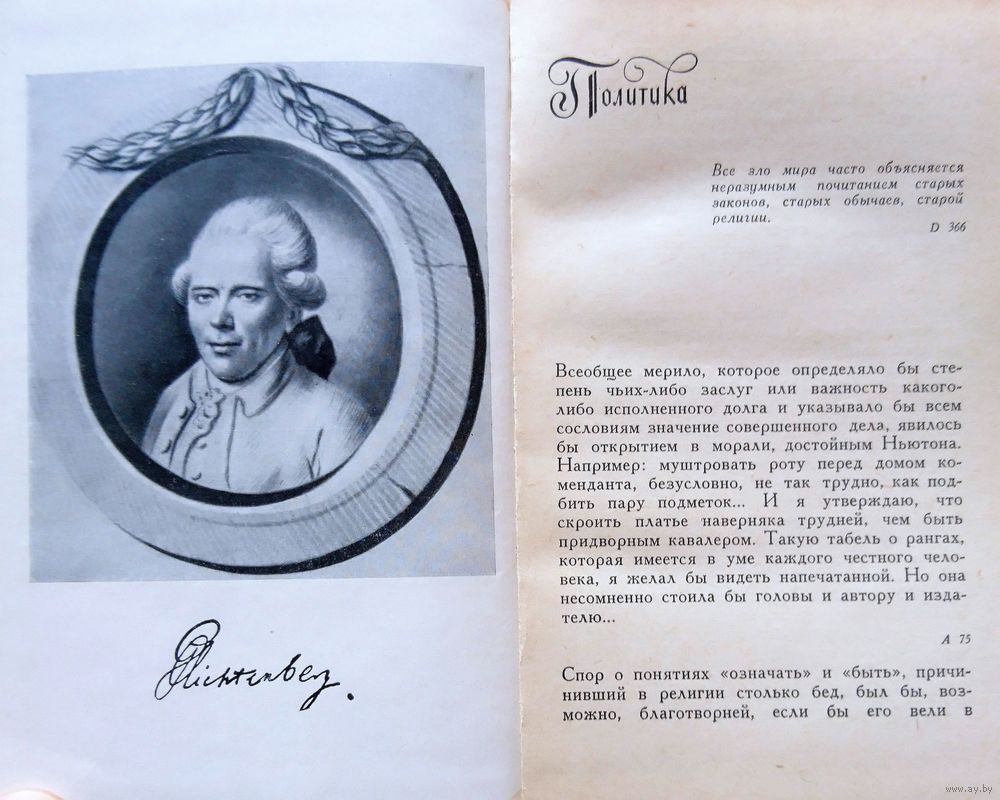 GCLichtenberg.
Политика
Все зло мира часто объясняется
неразумным почитанием старых
законов, старых обычаев, старой
религии.
D 366
Всеобщее мерило, которое определяло бы сте-
пень чьих-либо заслуг или важность какого-
либо исполненного долга и указывало бы всем
сословиям значение совершенного дела, явилось
бы открытием в морали, достойным Ньютона.
Например: муштровать роту перед домом ко-
менданта, безусловно, не так трудно, как под-
бить пару подметок... И я утверждаю, что
скроить платье наверняка трудней, чем быть
придворным кавалером. Такую табель о рангах,
которая имеется в уме каждого честного чело-
века, я желал бы видеть напечатанной. Но она
несомненно стоила бы головы и автору и изда-
телю...
А 75
Спор о понятиях «означать» и «быть», причи-
нивший в религии столько бед, был бы, воз-
можно, благотворней, если бы его вели в
www.ay.by